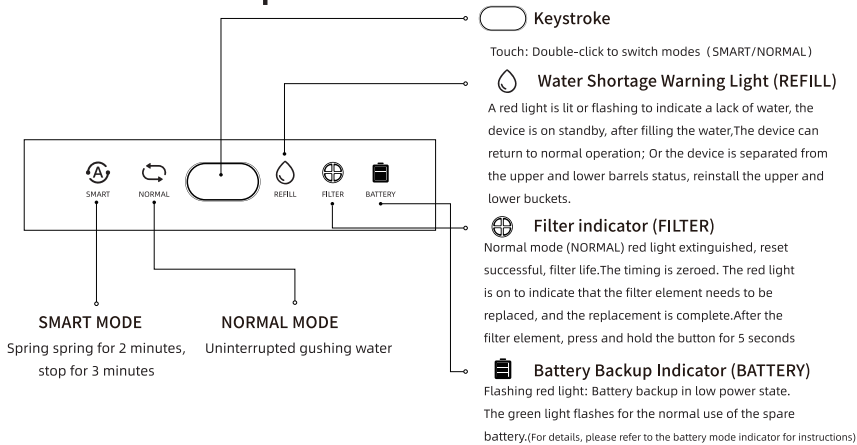 Keystroke
Touch: Double-click to switch modes (SMART/NORMAL)
Water Shortage Warning Light (REFILL)
A red light is lit or flashing to indicate a lack of water, the
device is on standby, after filling the water,The device can
return to normal operation; Or the device is separated from
the upper and lower barrels status, reinstall the upper and
lower buckets.
A
SMART
NORMAL
REFILL
FILTER
BATTERY
Filter indicator (FILTER)
Normal mode (NORMAL) red light extinguished, reset
successful, filter life.The timing is zeroed. The red light
is on to indicate that the filter element needs to be
replaced, and the replacement is complete.After the
filter element, press and hold the button for 5 seconds
SMART MODE
Spring spring for 2 minutes,
stop for 3 minutes
NORMAL MODE
Uninterrupted gushing water
Battery Backup Indicator (BATTERY)
Flashing red light: Battery backup in low power state.
The green light flashes for the normal use of the spare
battery.(For details, please refer to the battery mode indicator for instructions)